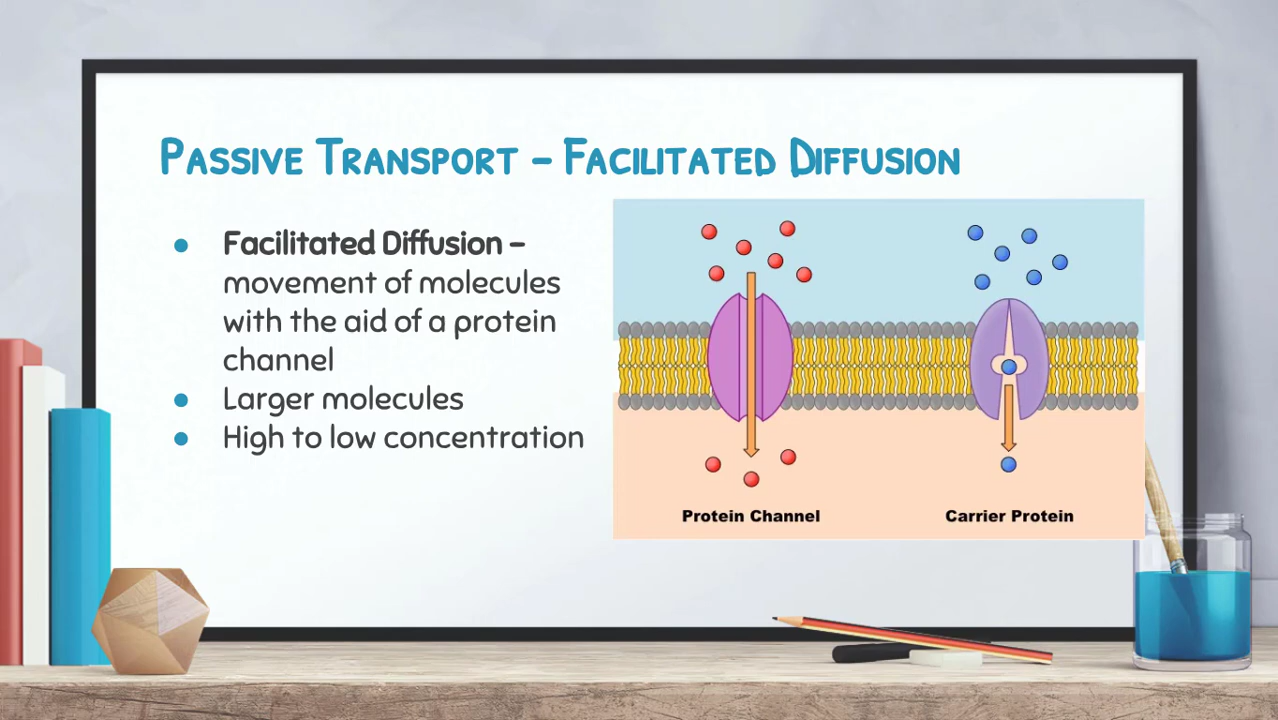 Passive Transport – Facilitated Diffusion
Facilitated Diffusion –
movement of molecules
with the aid of a protein
channel
Larger molecules
High to low concentration
Protein Channel
Carrier Protein